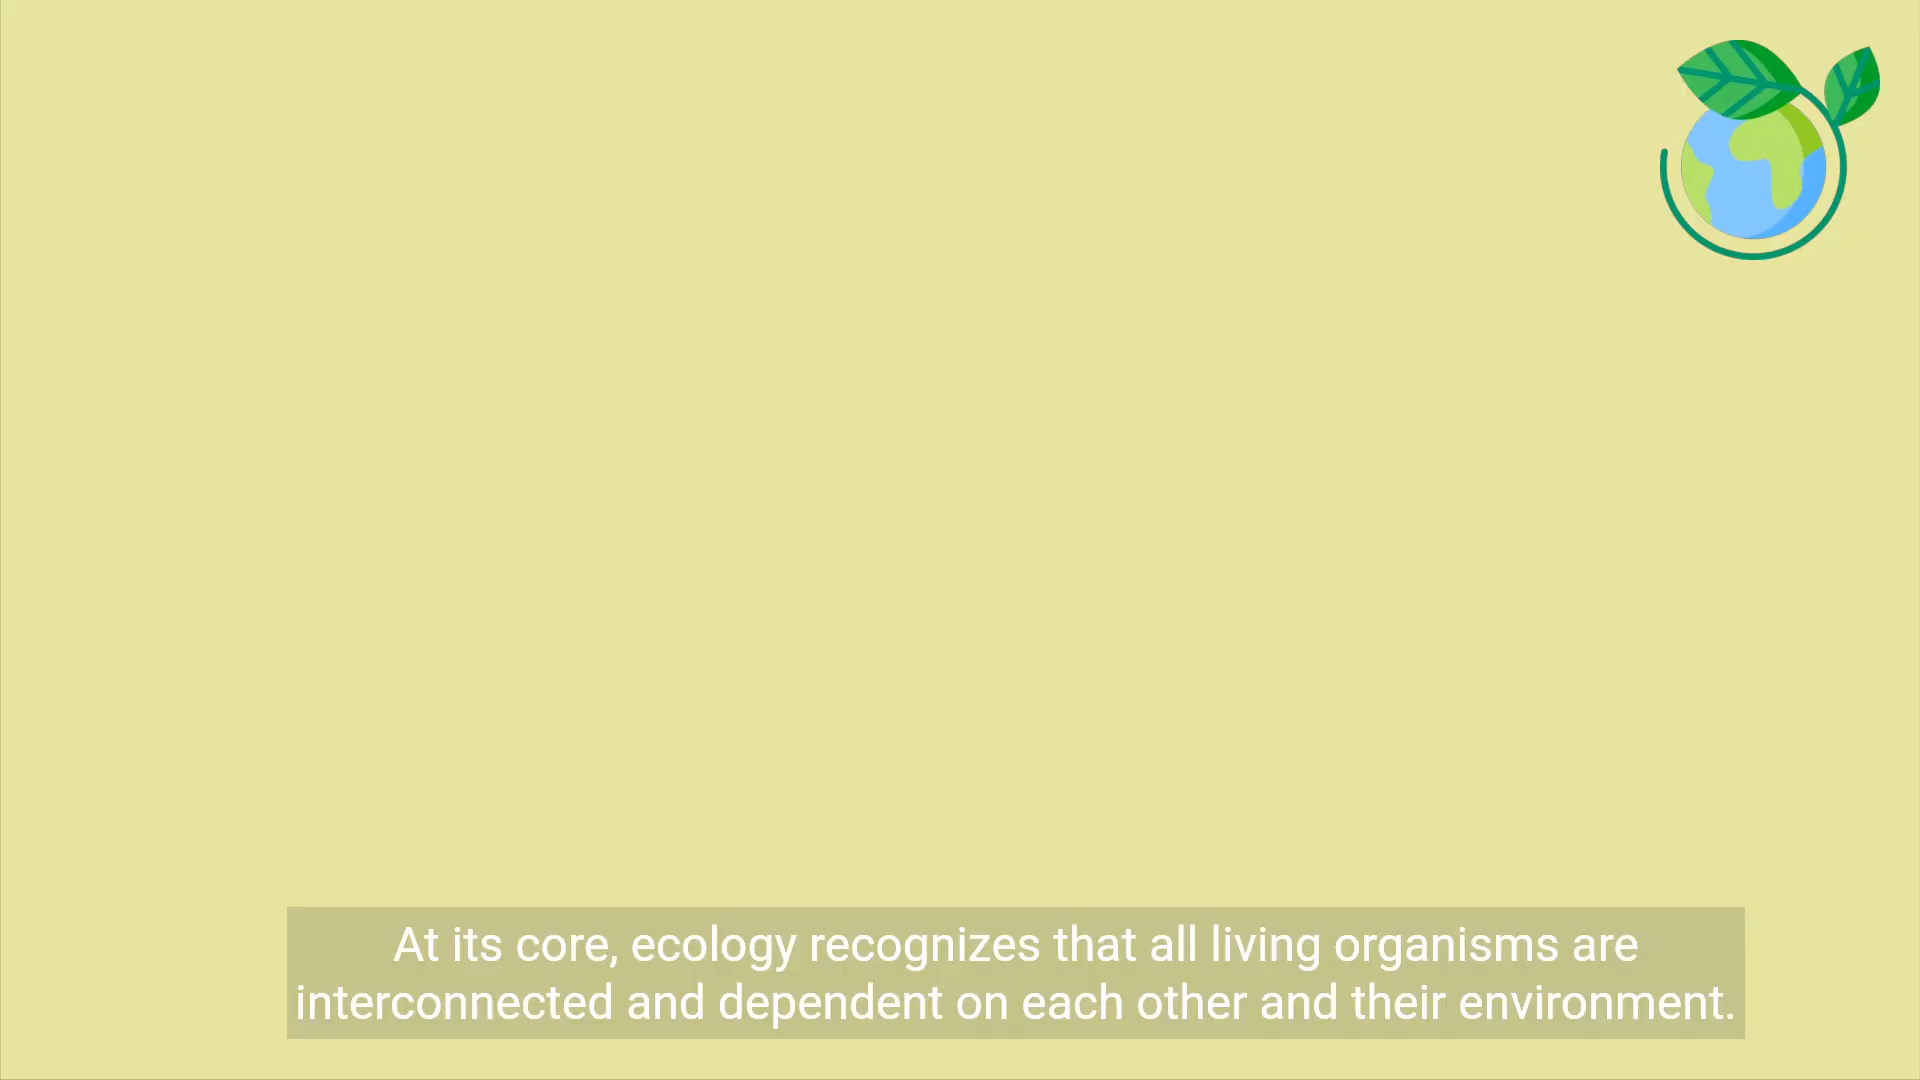 At its core, ecology recognizes that all living organisms are
interconnected and dependent on each other and their environment.